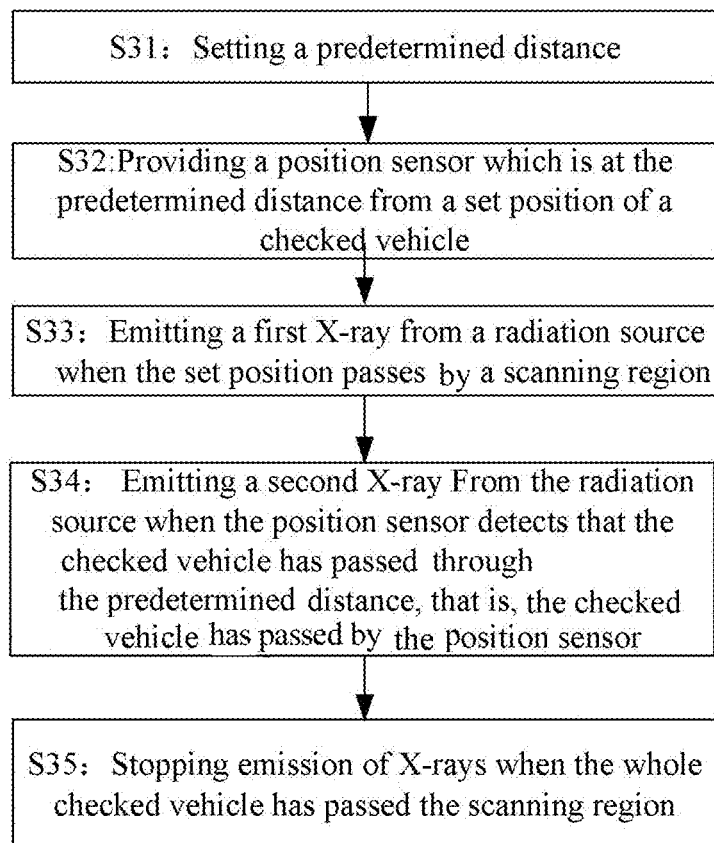 S31： Setting a predetermined distance
S32:Providing a position sensor which is at the
predetermined distance from a set position of a
checked vehicle
S33： Emitting a first X-ray from a radiation source
when the set position passes by a scanning region
S34： Emitting a second X-ray From the radiation
source when the position sensor detects that the
checked vehicle has passed through
the predetermined distance, that is, the checked
vehicle has passed by the position sensor
S35： Stopping emission of X-rays when the whole
checked vehicle has passed the scanning region